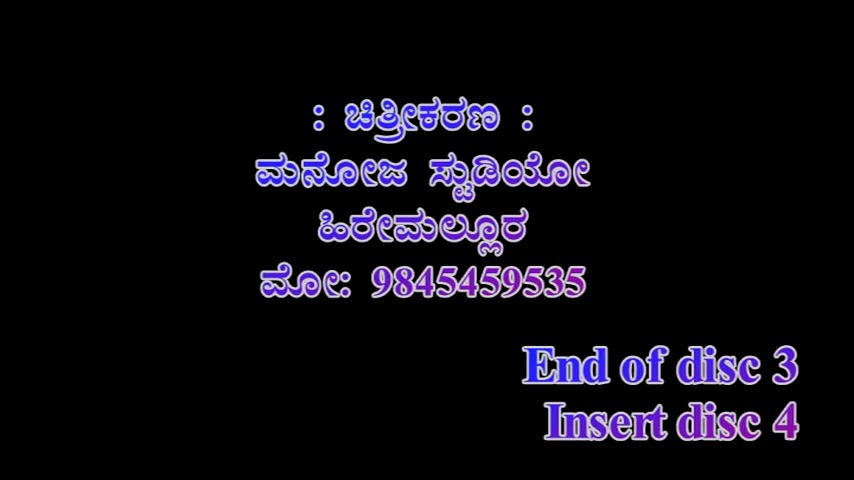 : ಚಿತ್ರೀಕರಣ :
ಮನೋಜ ಸ್ಟುಡಿಯೋ
ಹಿರೇಮಲ್ಲೂರ
ಮೋ: 9845459535
End of disc 3
Insert disc 4